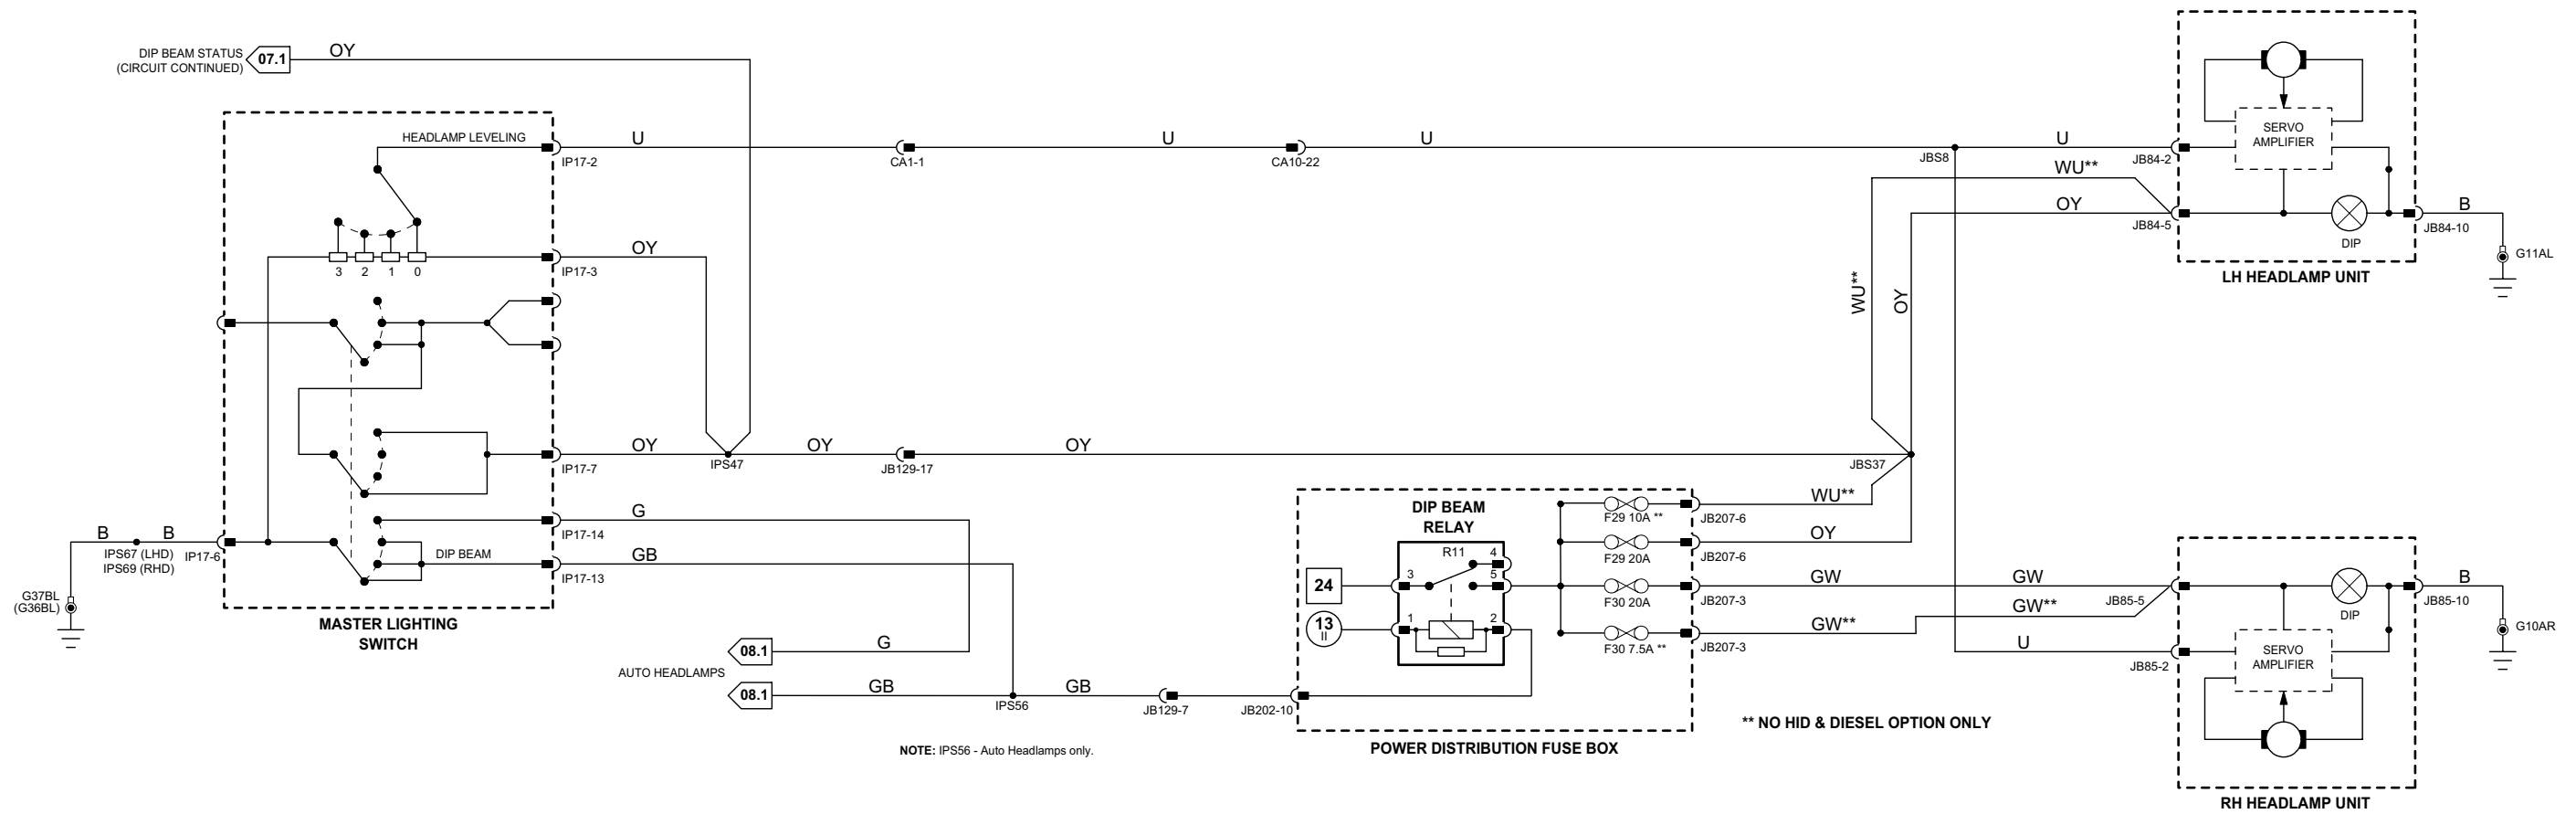 DIP BEAM STATUS
(CIRCUIT CONTINUED)
07.1
OY
HEADLAMP LEVELING
U
IP17-2
CA1-1
U
CA10-22
U
JBS8
U
JB84-2
WU**
OY
JB84-5
SERVO
AMPLIFIER
DIP
B
JB84-10
G11AL
LH HEADLAMP UNIT
3 2 1 0
OY
IP17-3
WU**
OY
OY
IP17-7
IPS47
OY
JB129-17
OY
JBS37
G
IP17-14
DIP BEAM
GB
IP17-13
B
B
IPS67 (LHD)
IPS69 (RHD)
IP17-6
G37BL
(G36BL)
MASTER LIGHTING
SWITCH
08.1
G
AUTO HEADLAMPS
08.1
GB
IPS56
GB
JB129-7
JB202-10
NOTE: IPS56 - Auto Headlamps only.
DIP BEAM
RELAY
R11
4
3
5
1
2
24
13
II
F29 10A **
F29 20A
F30 20A
F30 7.5A **
JB207-6
JB207-6
JB207-3
JB207-3
WU**
OY
GW
GW**
POWER DISTRIBUTION FUSE BOX
GW
GW**
JB85-5
U
JB85-2
** NO HID & DIESEL OPTION ONLY
DIP
SERVO
AMPLIFIER
B
JB85-10
G10AR
RH HEADLAMP UNIT